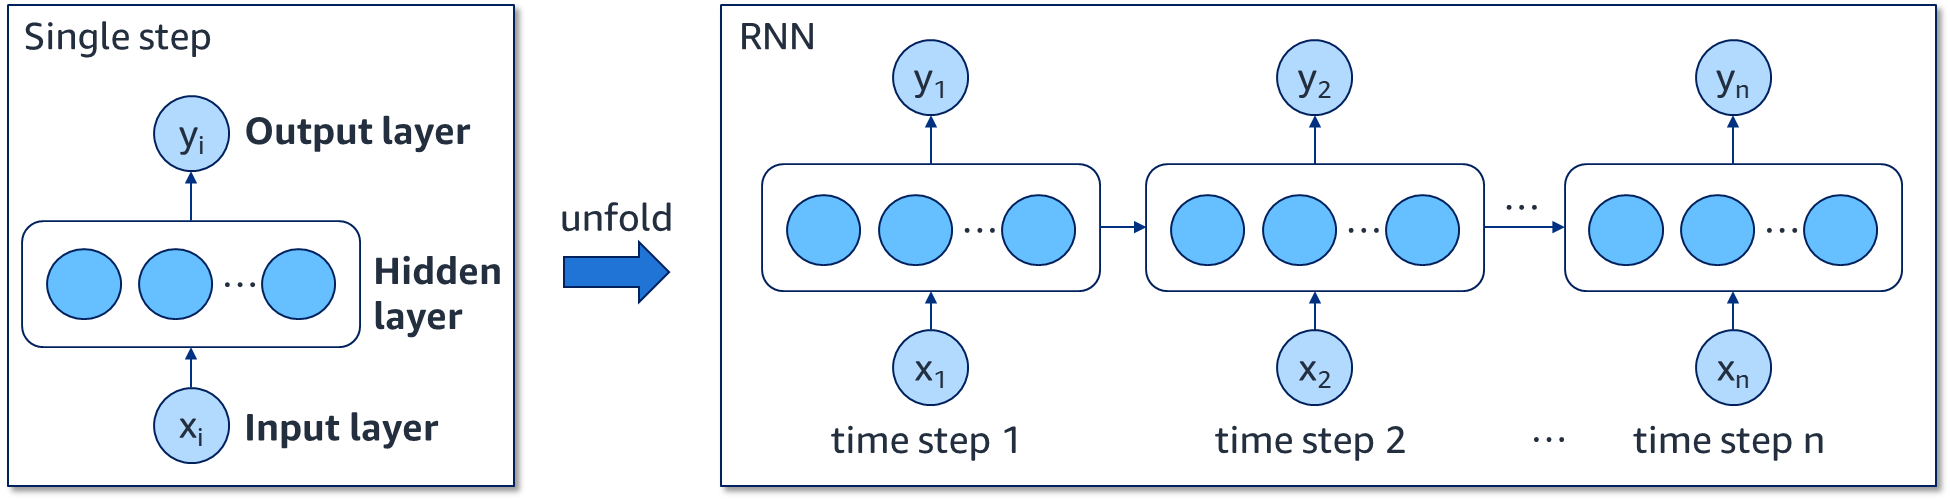 Single step
yᵢ Output layer
Hidden
layer
···
xᵢ Input layer
unfold
RNN
y₁ y₂ yₙ
··· ··· ··· ···
x₁ x₂ xₙ
time step 1 time step 2 ··· time step n